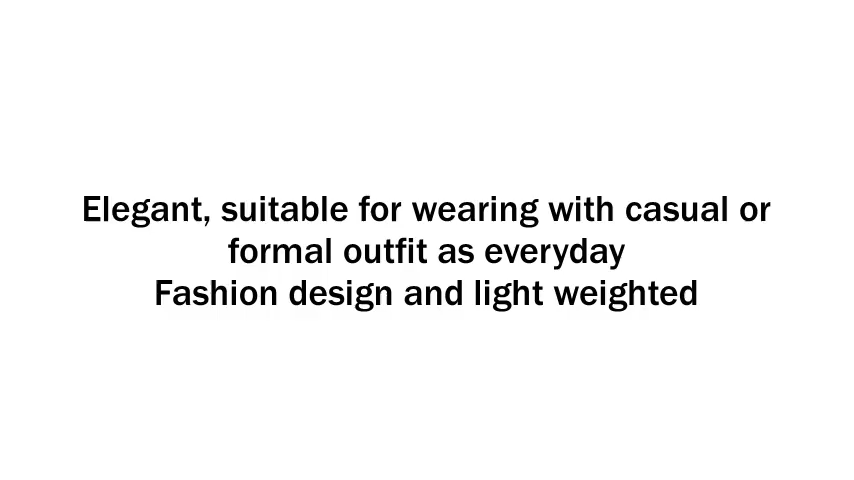 Elegant, suitable for wearing with casual or
formal outfit as everyday
Fashion design and light weighted